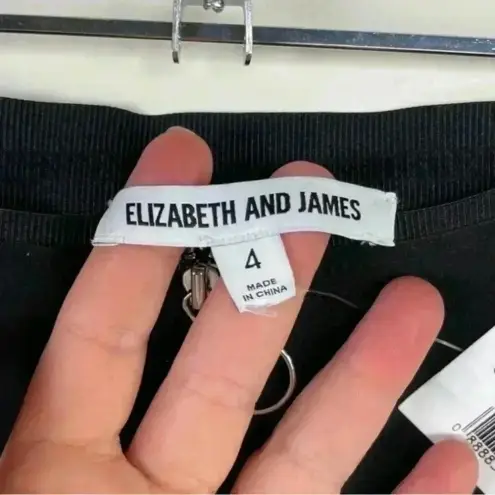 ELIZABETH AND JAMES
4
MADE
IN CHINA